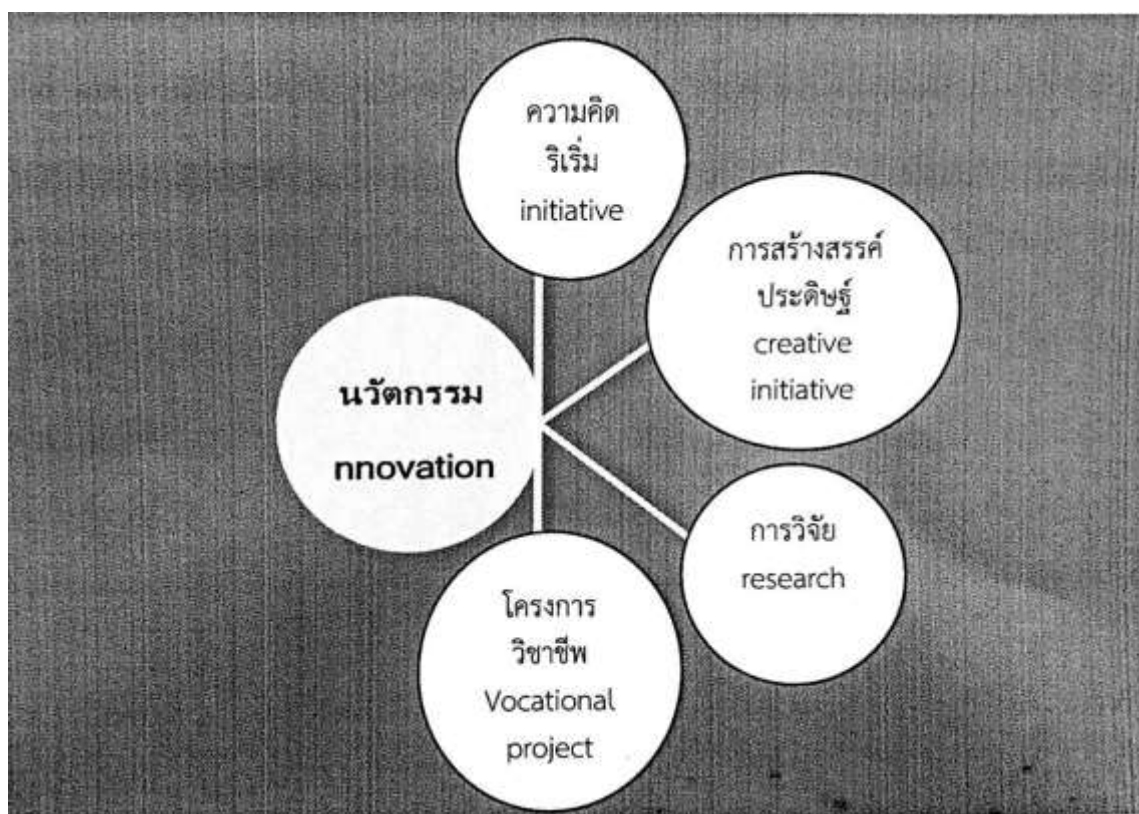 ความคิด
ริเริ่ม
initiative
การสร้างสรรค์
ประดิษฐ์
creative
initiative
นวัตกรรม
nnovation
การวิจัย
research
โครงการ
วิชาชีพ
Vocational
project